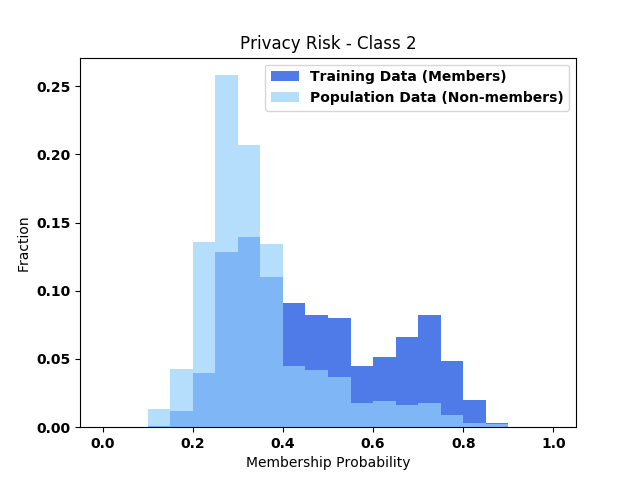 Privacy Risk - Class 2
Training Data (Members)
Population Data (Non-members)
0.25
0.20
0.15
0.10
0.05
0.00
Fraction
0.0 0.2 0.4 0.6 0.8 1.0
Membership Probability